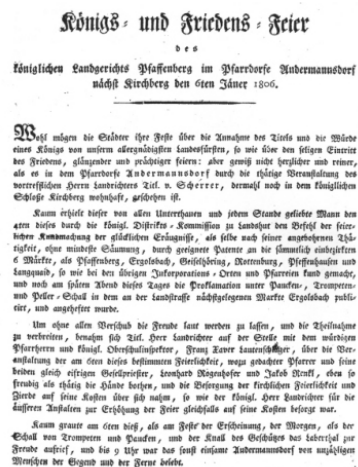 Königs- und Friedens-Feier
des
königlichen Landgerichts Pfaffenberg im Pfarrdorfe Andermannsdorf
nächst Kirchberg den 6ten Jäner 1806.
Wohl mögen die Städter ihre Feste über die Annahme des Titels und die Würde
eines Königs von unserm allergnädigsten Landesfürsten, so wie über den seligen Eintritt
des Friedens, glänzender und prächtiger feiern: aber gewiß nicht herzlicher und reiner,
als es in dem Pfarrdorfe Andermannsdorf durch die thätige Veranstaltung des
vortrefflichen Herrn Landrichters Titl. v. Scherrer, dermahl noch in dem königlichen
Schloße Kirchberg wohnhaft, geschehen ist.
Kaum erhielt dieser von allen Unterthanen und jedem Stande geliebte Mann den
4ten dieses durch die königl. Distrikts-Kommission zu Landshut den Befehl der feier-
lichen Kundmachung der glücklichen Eräugnisse, als selbe nach seiner angebohrnen Thä-
tigkeit, ohne mindeste Säumung, durch geeignete Patente an die sämmtlich einbezirkten
6 Märkte, als Pfaffenberg, Ergolsbach, Geiselhöring, Rottenburg, Pfeffenhausen und
Langquaid, so wie bei den übrigen Inkorporations-Orten und Pfarreien kund gemacht,
und noch am späten Abend dieses Tages die Proklamation unter Paucken-, Trompeten-
und Peller-Schall in dem an der Landstrasse nächstgelegenen Markte Ergolsbach publi-
cirt, und angeheftet wurde.
Um ohne allen Verschub die Freude laut werden zu lassen, und die Theilnahme
zu verbreiten, benahm sich Titl. Herr Landrichter auf der Stelle mit dem würdigen
Pfarrherrn und königl. Oberschulinspektor, Franz Xaver Lautenschlager, über die Ver-
anstaltung der am 6ten dieses bestimmten Feierlichkeit, wozu gedachter Pfarrer und seine
beiden gleich eifrigen Gesellpriester, Leonhard Rogenhofer und Jakob Renkl, eben so
freudig als thätig die Hände bothen, und die Besorgung der kirchlichen Feierlichkeit und
Zierde auf seine Kosten über sich nahm, so wie der königl. Herr Landrichter für die
äusseren Anstalten zur Erhöhung der Feier gleichfalls auf seine Kosten besorgt war.
Kaum graute am 6ten dieß, als am Feste der Erscheinung, der Morgen, als der
Schall von Trompeten und Paucken, und der Knall des Geschützes das Laberthal zur
Freude aufrief, und bis 9 Uhr war das sonst einsame Andermannsdorf von unzähligen
Menschen der Gegend und der Ferne belebt.